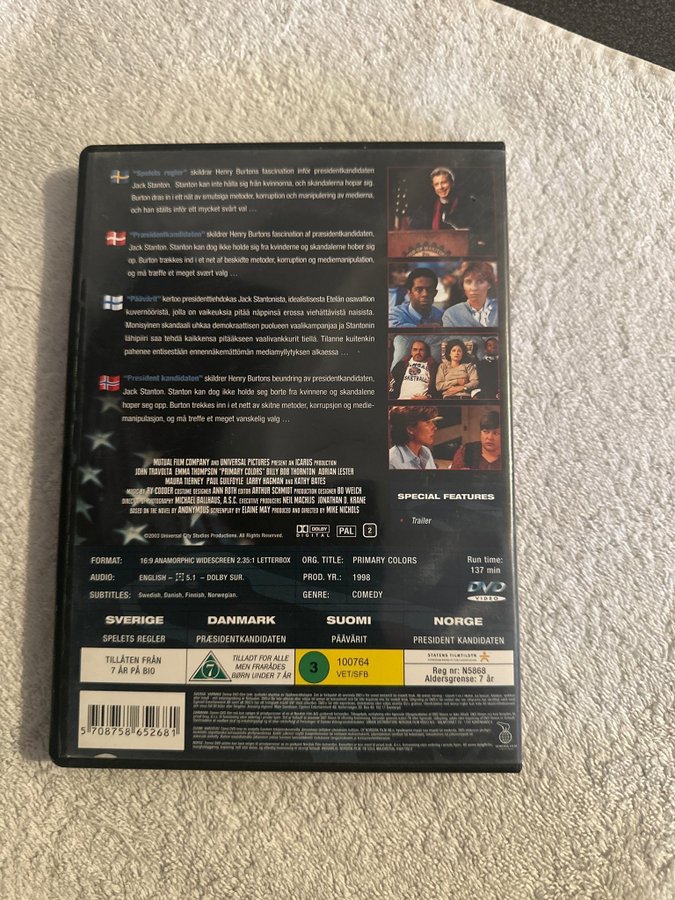 "Spelets regler" skildrar Henry Burtons fascination inför presidentkandidaten
Jack Stanton. Stanton kan inte hålla sig från kvinnorna, och skandalerna hopar sig.
Burton dras in i ett nät av smutsiga metoder, korruption och manipulering av medierna,
och han ställs inför ett mycket svårt val ...
"Præsidentkandidaten" skildrer Henry Burtons fascination af præsidentkandidaten,
Jack Stanton. Stanton kan dog ikke holde sig fra kvinderne og skandalerne hober sig
op. Burton trækkes ind i et net af beskidte metoder, korruption og mediemanipulation,
og må træffe et meget svært valg ...
"Päävärit" kertoo presidenttiehdokas Jack Stantonista, idealistisesta Etelän osavaltion
kuvernööristä, jolla on vaikeuksia pitää näppinsä erossa viehättävistä naisista.
Monisyinen skandaali uhkaa demokraattisen puolueen vaalikampanjaa ja Stantonin
lähipiiri saa tehdä kaikkensa pitääkseen vaalivankkurit tiellä. Tilanne kuitenkin
pahenee entisestään ennennäkemättömän mediamyllytyksen alkaessa ...
"President kandidaten" skildrer Henry Burtons beundring av presidentkandidaten,
Jack Stanton. Stanton kan dog ikke holde seg borte fra kvinnene og skandalene
hoper seg opp. Burton trekkes inn i et nett av skitne metoder, korrupsjon og medie-
manipulasjon, og må treffe et meget vanskelig valg ...
MUTUAL FILM COMPANY AND UNIVERSAL PICTURES PRESENT AN ICARUS PRODUCTION
JOHN TRAVOLTA EMMA THOMPSON "PRIMARY COLORS" BILLY BOB THORNTON ADRIAN LESTER
MAURA TIERNEY PAUL GUILFOYLE LARRY HAGMAN AND KATHY BATES
MUSIC BY RY COODER COSTUME DESIGNER ANN ROTH EDITOR ARTHUR SCHMIDT PRODUCTION DESIGNER BO WELCH
DIRECTOR OF PHOTOGRAPHY MICHAEL BALLHAUS, A.S.C. EXECUTIVE PRODUCERS NEIL MACHLIS JONATHAN D. KRANE
BASED ON THE NOVEL BY ANONYMOUS SCREENPLAY BY ELAINE MAY PRODUCED AND DIRECTED BY MIKE NICHOLS
©2003 Universal City Studios Productions. All Rights Reserved.
DOLBY DIGITAL
PAL
2
SPECIAL FEATURES
• Trailer
FORMAT: 16:9 ANAMORPHIC WIDESCREEN 2.35:1 LETTERBOX
AUDIO: ENGLISH – 5.1 – DOLBY SUR.
SUBTITLES: Swedish, Danish, Finnish, Norwegian.
ORG. TITLE: PRIMARY COLORS
PROD. YR.: 1998
GENRE: COMEDY
Run time:
137 min
DVD
VIDEO
SVERIGE DANMARK SUOMI NORGE
SPELETS REGLER PRÆSIDENTKANDIDATEN PÄÄVÄRIT PRESIDENT KANDIDATEN
TILLÅTEN FRÅN
7 ÅR PÅ BIO
7
TILLADT FOR ALLE
MEN FRARÅDES
BØRN UNDER 7 ÅR
3
100764
VET/SFB
STATENS FILMTILSYN
Reg nr: N5868
Aldersgrense: 7 år
5 708758 652681